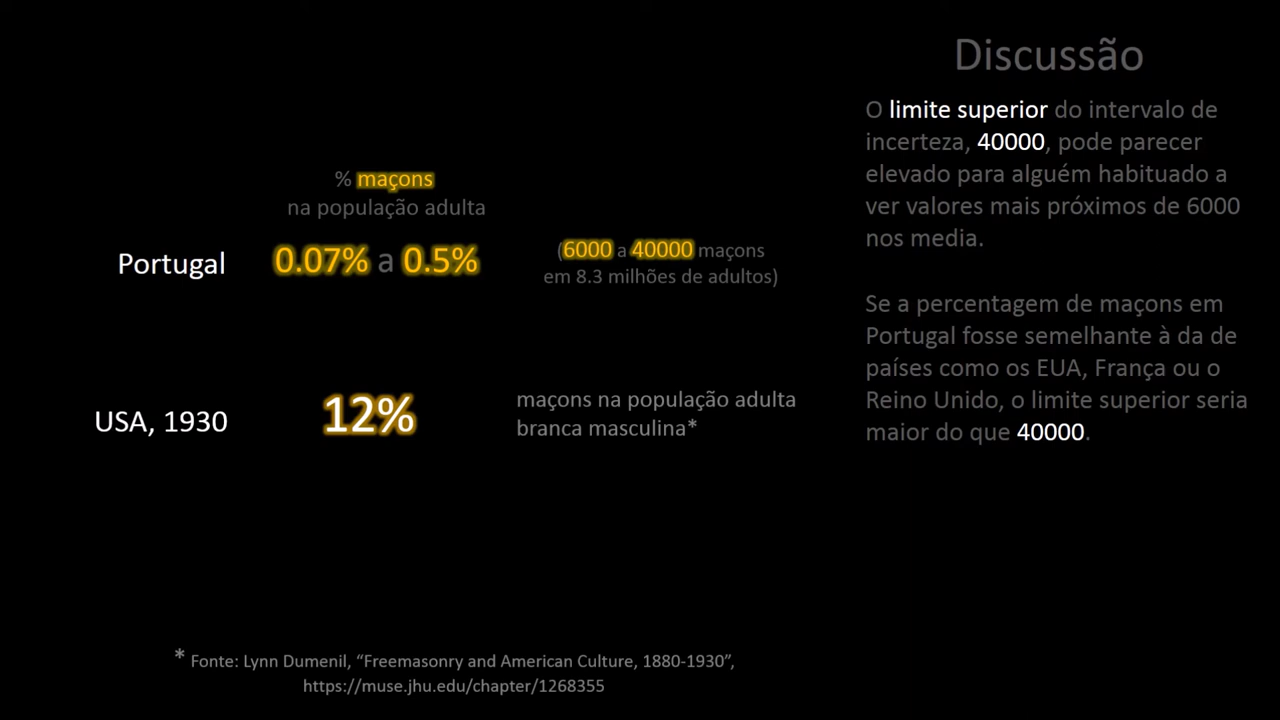 Discussão
O limite superior do intervalo de
incerteza, 40000, pode parecer
elevado para alguém habituado a
ver valores mais próximos de 6000
nos media.
Se a percentagem de maçons em
Portugal fosse semelhante à da de
países como os EUA, França ou o
Reino Unido, o limite superior seria
maior do que 40000.
% maçons
na população adulta
Portugal 0.07% a 0.5% (6000 a 40000 maçons
em 8.3 milhões de adultos)
USA, 1930 12% maçons na população adulta
branca masculina*
* Fonte: Lynn Dumenil, “Freemasonry and American Culture, 1880-1930”,
https://muse.jhu.edu/chapter/1268355